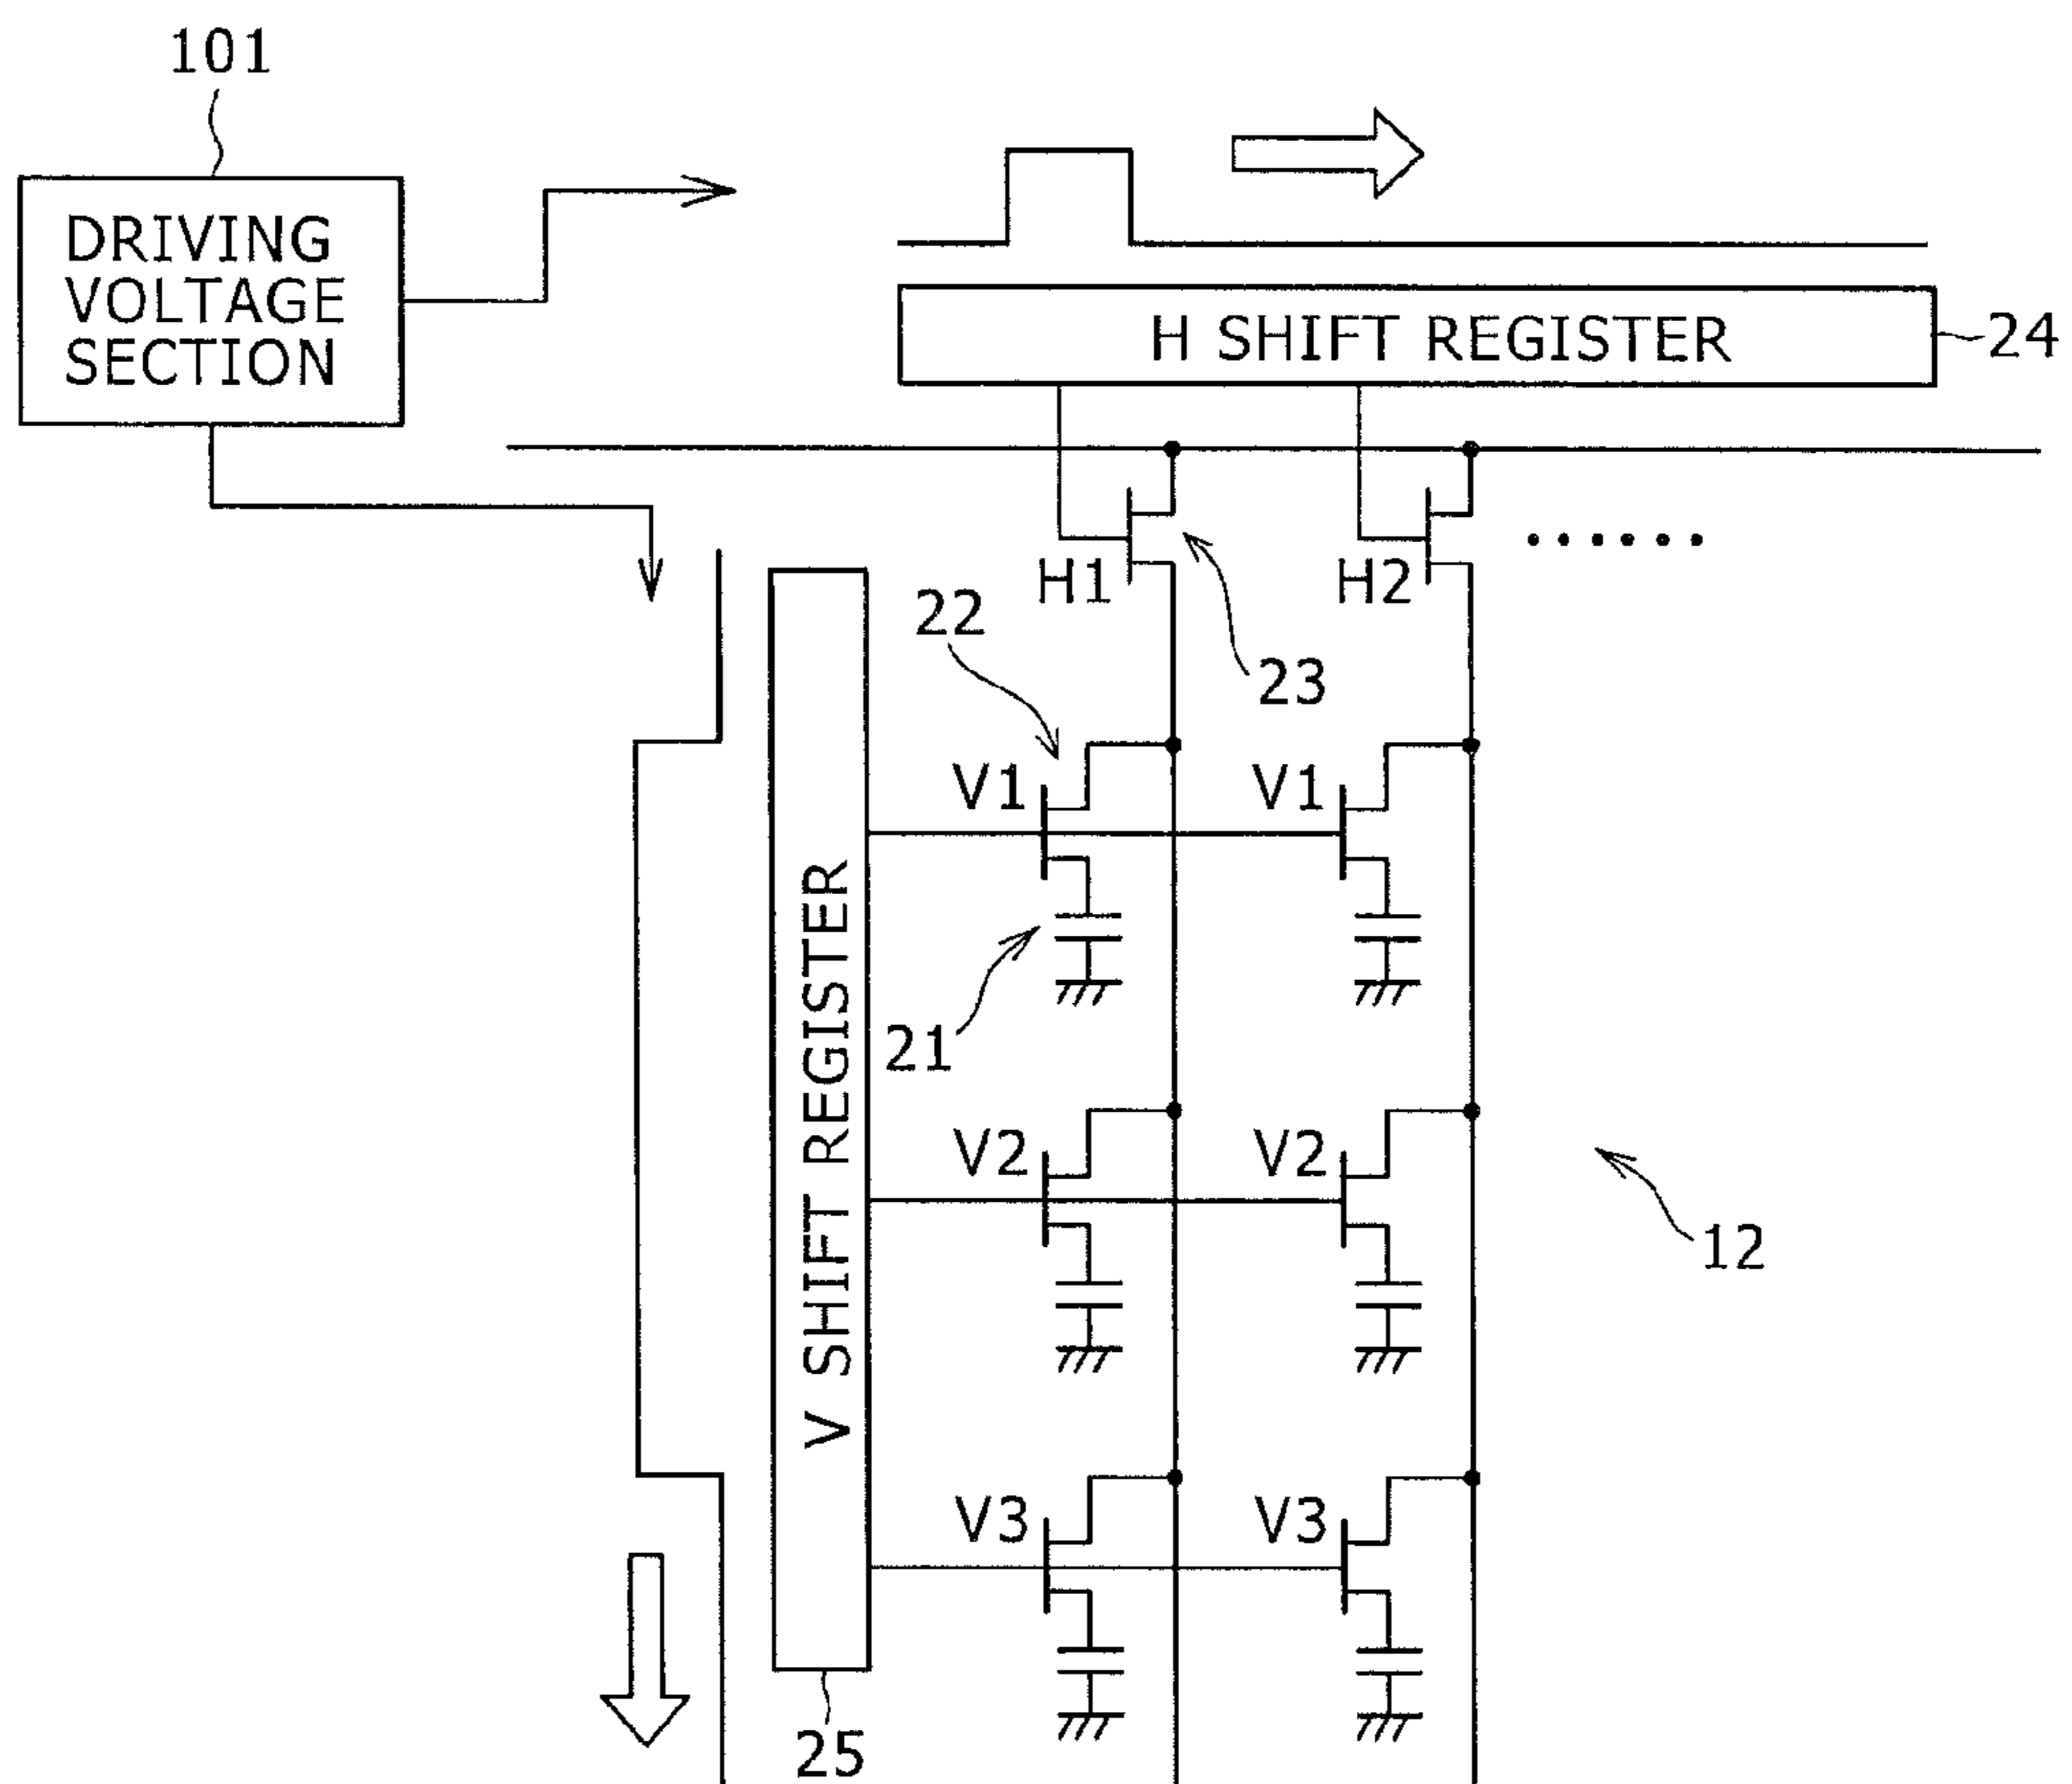 101
DRIVING
VOLTAGE
SECTION
H SHIFT REGISTER
24
H1
H2
22
23
V1
V1
21
V SHIFT REGISTER
V2
V2
12
V3
V3
25